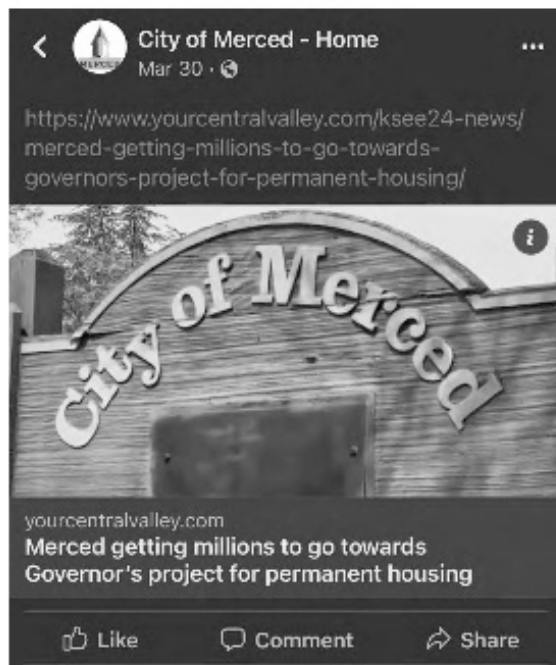 City of Merced - Home
Mar 30 ·
https://www.yourcentralvalley.com/ksee24-news/
merced-getting-millions-to-go-towards-
governors-project-for-permanent-housing/
City of Merced
yourcentralvalley.com
Merced getting millions to go towards
Governor's project for permanent housing
Like Comment Share